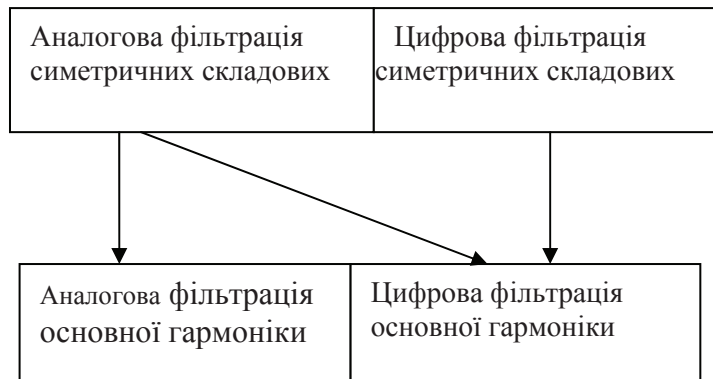 Аналогова фільтрація
симетричних складових
Цифрова фільтрація
симетричних складових
Аналогова фільтрація
основної гармоніки
Цифрова фільтрація
основної гармоніки